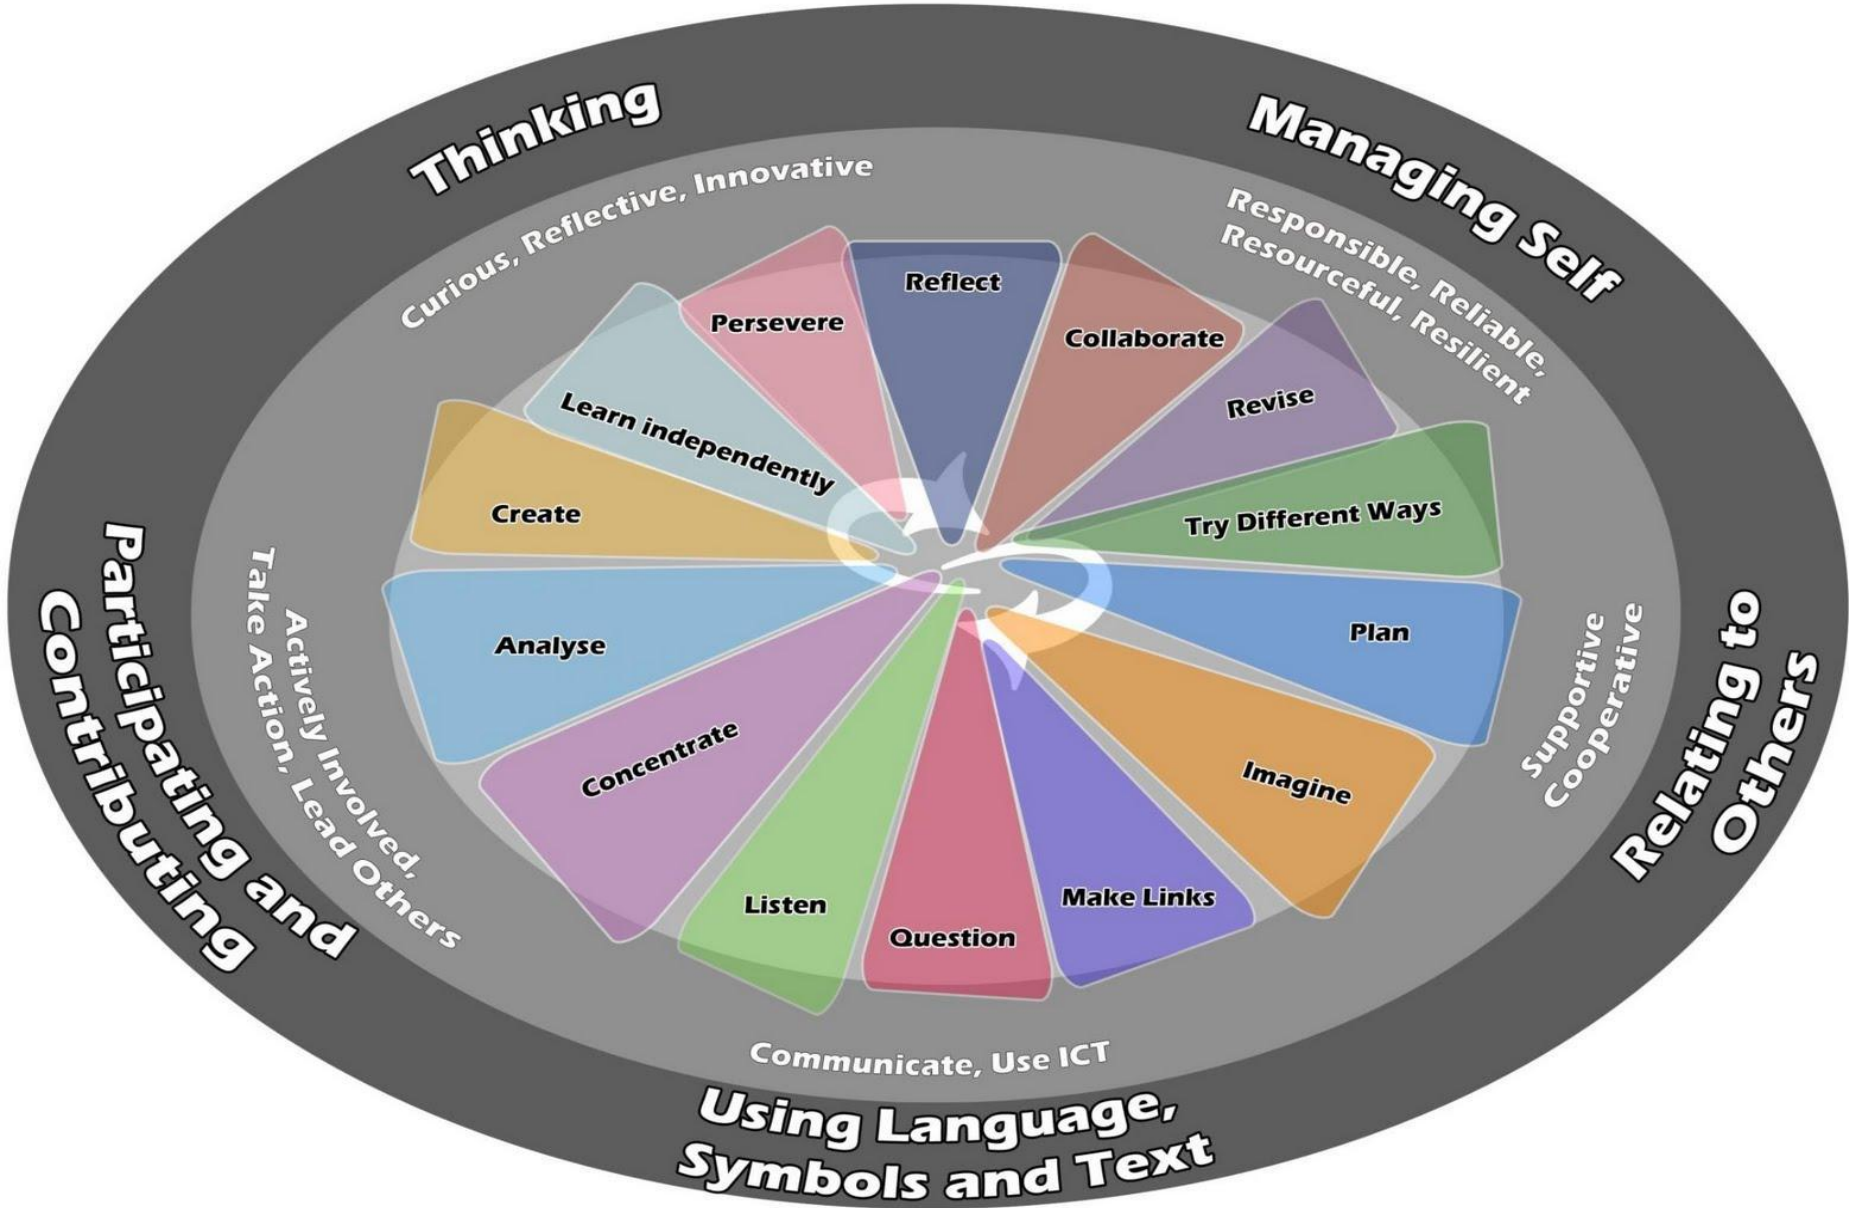 Thinking
Managing Self
Curious, Reflective, Innovative
Responsible, Reliable,
Resourceful, Resilient
Reflect
Persevere
Collaborate
Revise
Learn independently
Create
Try Different Ways
Plan
Analyse
Imagine
Concentrate
Make Links
Listen
Question
Participating and
Contributing
Actively Involved,
Take Action, Lead Others
Supportive
Cooperative
Relating to
Others
Communicate, Use ICT
Using Language,
Symbols and Text